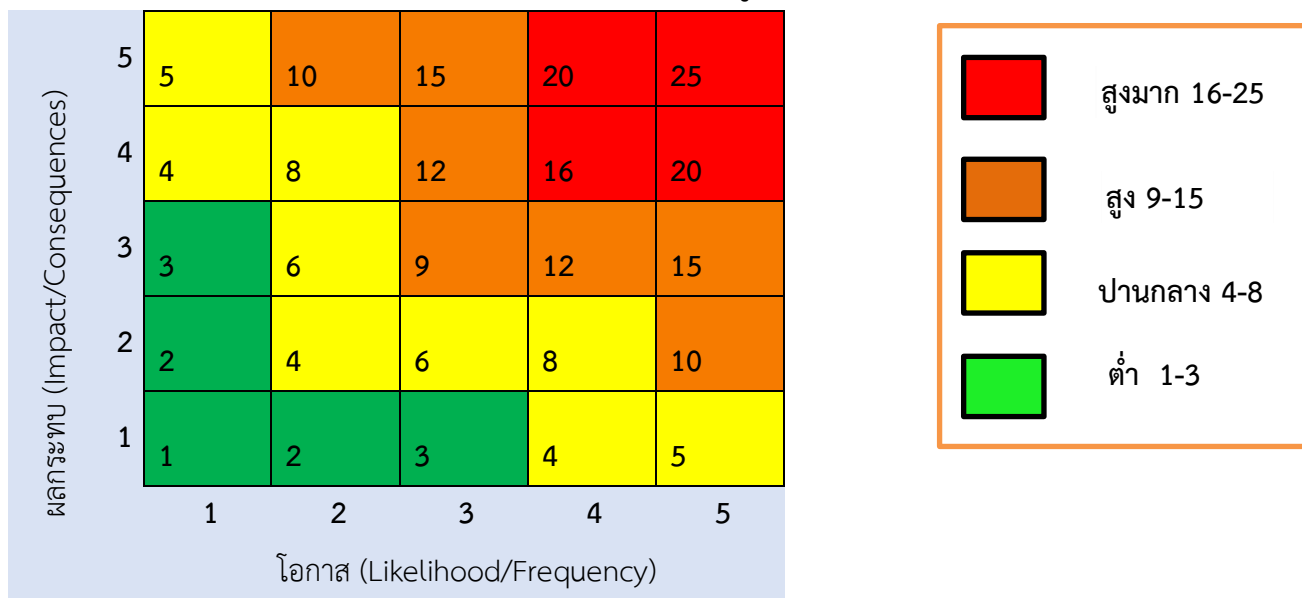 5 5 10 15 20 25
4 4 8 12 16 20
3 3 6 9 12 15
2 2 4 6 8 10
1 1 2 3 4 5
1 2 3 4 5
ผลกระทบ (Impact/Consequences)
โอกาส (Likelihood/Frequency)
สูงมาก 16-25
สูง 9-15
ปานกลาง 4-8
ต่ำ 1-3